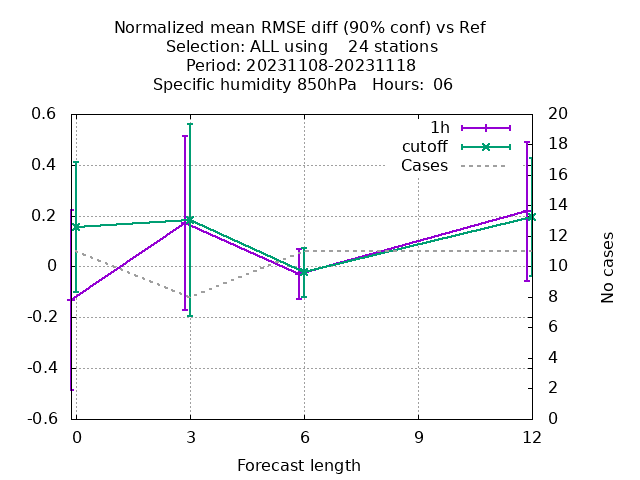 Normalized mean RMSE diff (90% conf) vs Ref
Selection: ALL using    24 stations
Period: 20231108-20231118
Specific humidity 850hPa   Hours:  06
0.6
0.4
0.2
0
-0.2
-0.4
-0.6
20
18
16
14
12
10
8
6
4
2
0
1h
cutoff
Cases
No cases
0 3 6 9 12
Forecast length